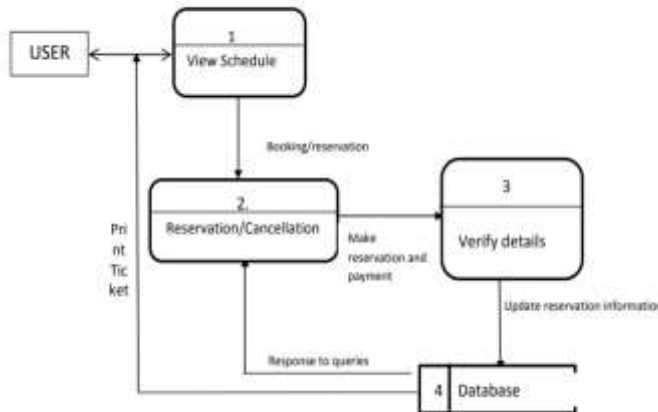 USER
1
View Schedule
Booking/reservation
2.
Reservation/Cancellation
3
Verify details
Make
reservation and
payment
Pri
nt
Tic
ket
Update reservation information
Response to queries
4 Database